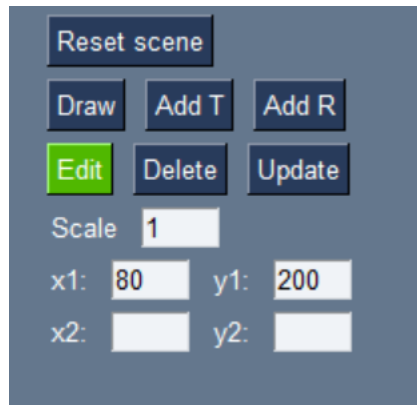 Reset scene
Draw Add T Add R
Edit Delete Update
Scale 1
x1: 80 y1: 200
x2: y2: